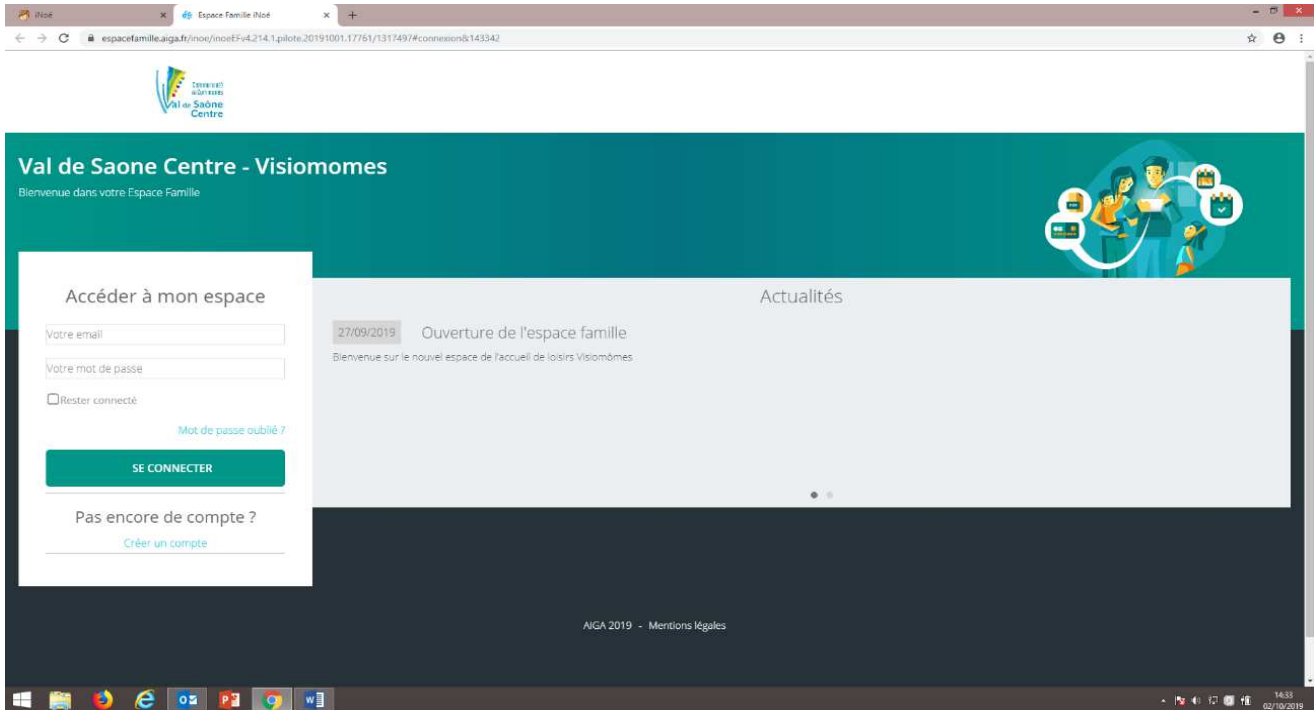 iNoé
Espace Famille iNoé
espacefamille.aiga.fr/inoe/inoeEFv4.214.1.pilote.20191001.17761/1317497#connexion&143342
Val de Saône
Centre
Val de Saone Centre - Visiomomes
Bienvenue dans votre Espace Famille
Accéder à mon espace
Votre email
Votre mot de passe
Rester connecté
Mot de passe oublié ?
SE CONNECTER
Pas encore de compte ?
Créer un compte
Actualités
27/09/2019 Ouverture de l'espace famille
Bienvenue sur le nouvel espace de l'accueil de loisirs Visiomômes
AIGA 2019 - Mentions légales
14:33
02/10/2019